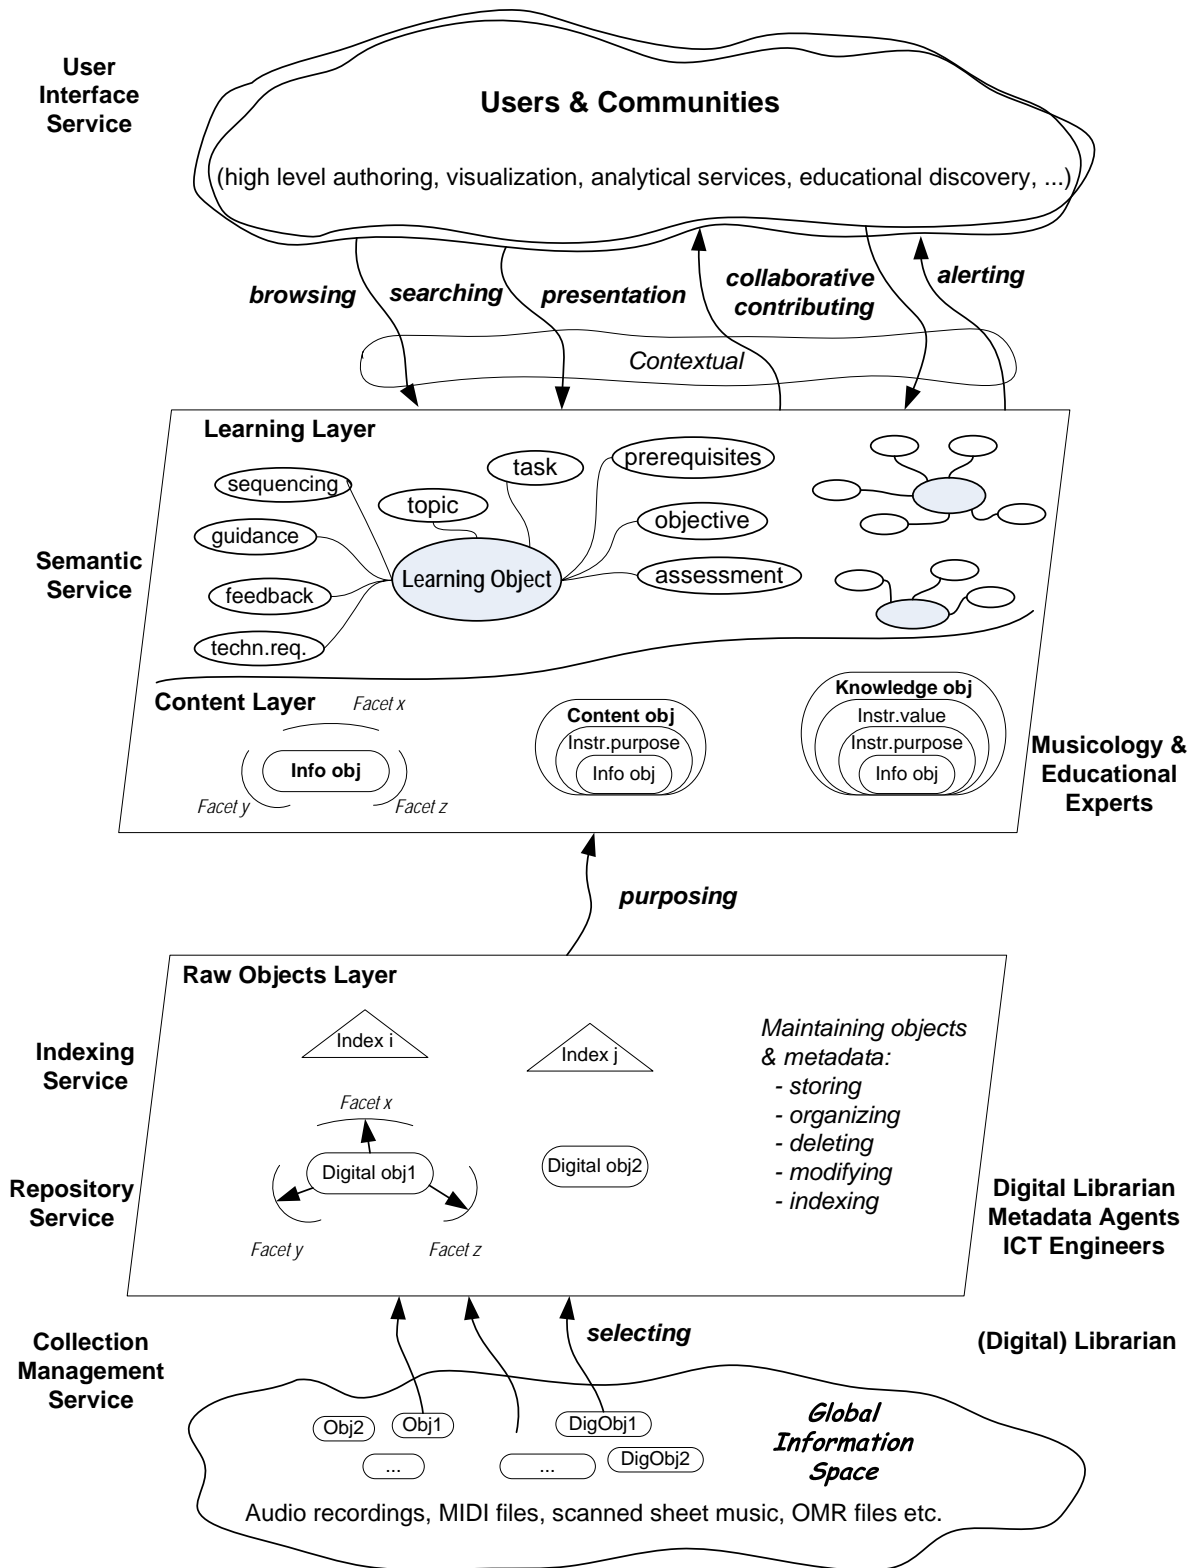 User
Interface
Service
Users & Communities
(high level authoring, visualization, analytical services, educational discovery, ...)
browsing
searching
presentation
collaborative
contributing
alerting
Contextual
Learning Layer
sequencing
guidance
feedback
techn.req.
topic
task
Learning Object
prerequisites
objective
assessment
Semantic
Service
Content Layer
Facet x
Info obj
Facet y
Facet z
Content obj
Instr.purpose
Info obj
Knowledge obj
Instr.value
Instr.purpose
Info obj
Musicology &
Educational
Experts
purposing
Raw Objects Layer
Indexing
Service
Index i
Index j
Maintaining objects
& metadata:
- storing
- organizing
- deleting
- modifying
- indexing
Repository
Service
Facet x
Digital obj1
Facet y
Facet z
Digital obj2
Digital Librarian
Metadata Agents
ICT Engineers
Collection
Management
Service
selecting
(Digital) Librarian
Obj2
Obj1
...
...
DigObj1
DigObj2
Global
Information
Space
Audio recordings, MIDI files, scanned sheet music, OMR files etc.